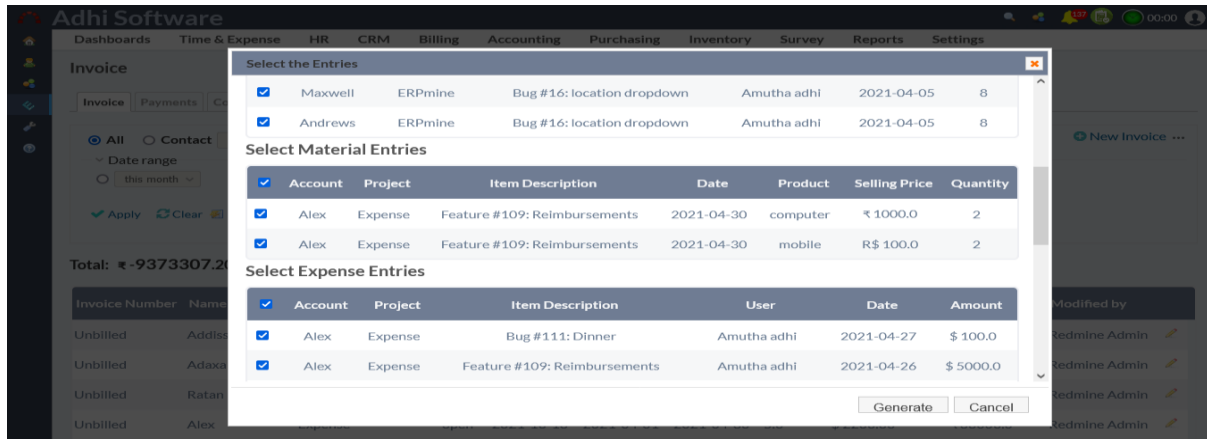 Adhi Software
137
00:00
Dashboards Time & Expense HR CRM Billing Accounting Purchasing Inventory Survey Reports Settings
Invoice
Select the Entries
Invoice Payments
Maxwell ERPmine Bug #16: location dropdown Amutha adhi 2021-04-05 8
Andrews ERPmine Bug #16: location dropdown Amutha adhi 2021-04-05 8
All Contact
New Invoice ...
Date range
this month
Apply Clear
Select Material Entries
Account Project Item Description Date Product Selling Price Quantity
Alex Expense Feature #109: Reimbursements 2021-04-30 computer ₹ 1000.0 2
Alex Expense Feature #109: Reimbursements 2021-04-30 mobile R$ 100.0 2
Total: ₹ -9373307.20
Select Expense Entries
Account Project Item Description User Date Amount
Alex Expense Bug #111: Dinner Amutha adhi 2021-04-27 $ 100.0
Alex Expense Feature #109: Reimbursements Amutha adhi 2021-04-26 $ 5000.0
Generate Cancel
Invoice Number Name Modified by
Unbilled Addiss Redmine Admin
Unbilled Adaxa Redmine Admin
Unbilled Ratan Redmine Admin
Unbilled Alex Redmine Admin